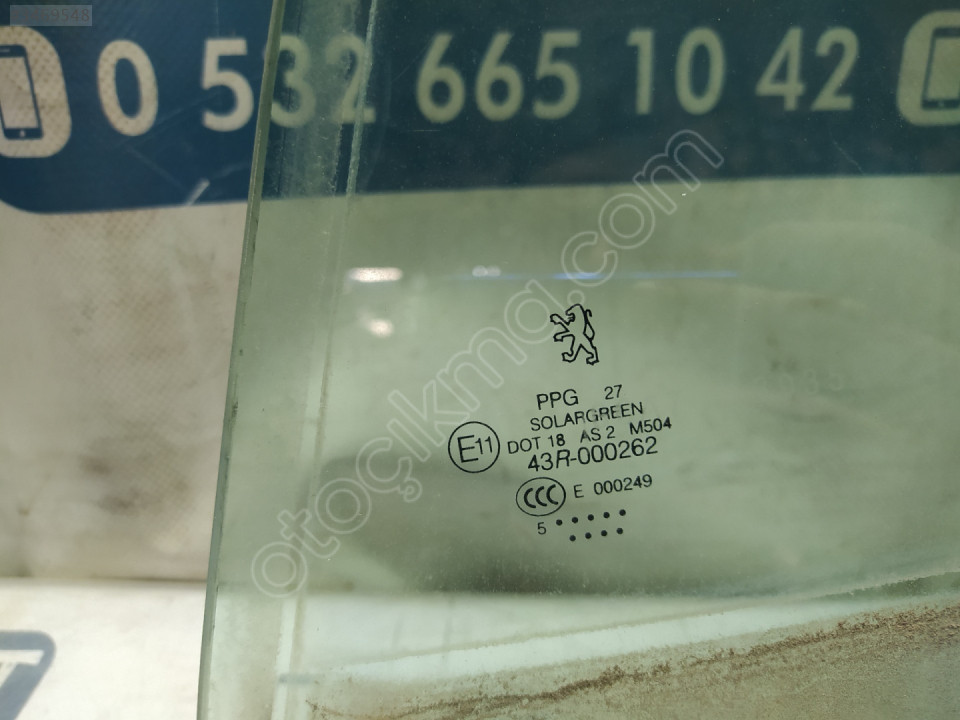 0 532 665 10 42
otoçıkma.com
PPG 27
SOLARGREEN
E11
DOT 18 AS 2 M504
43R-000262
CCC E 000249
5